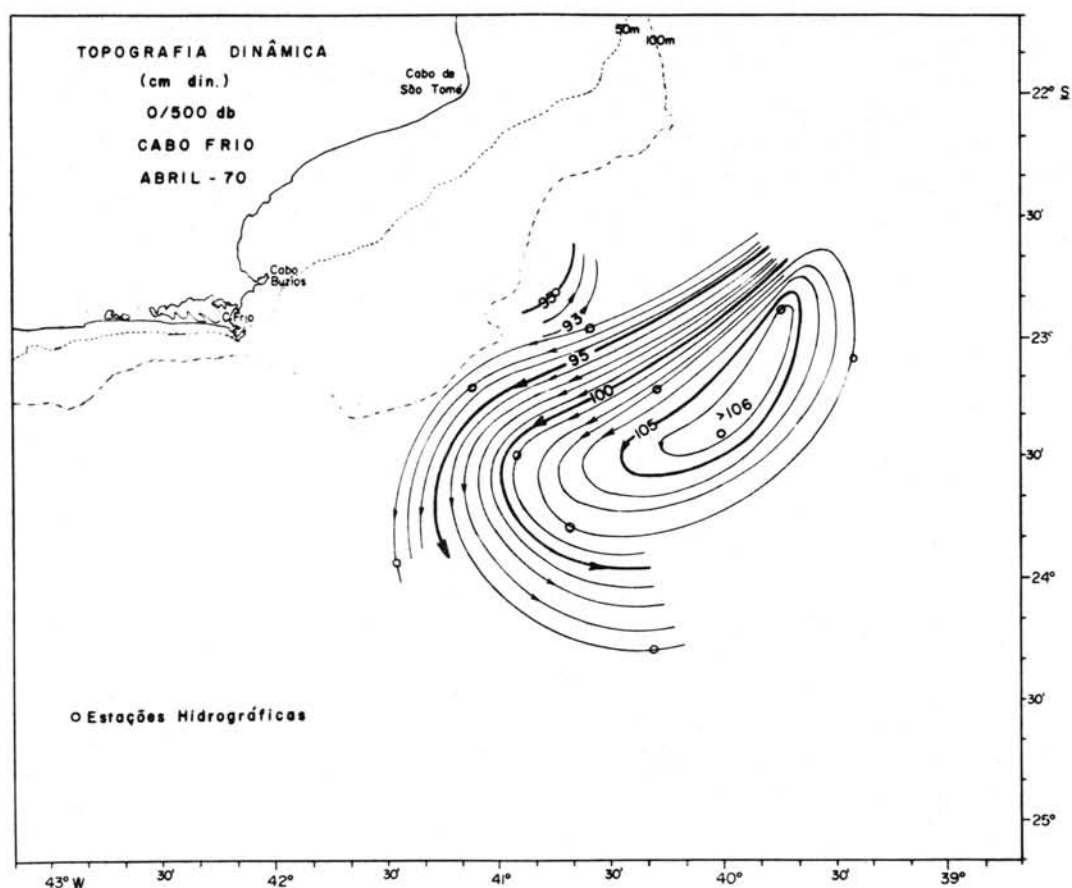 TOPOGRAFIA DINÂMICA
(cm din.)
0/500 db
CABO FRIO
ABRIL - 70
50m
100m
Cabo de
São Tomé
Cabo
Buzios
C. Frio
95
93
95
100
105
>106
22° S
30'
23°
30'
24°
30'
25°
Estações Hidrográficas
43° W
30'
42°
30'
41°
30'
40°
30'
39°